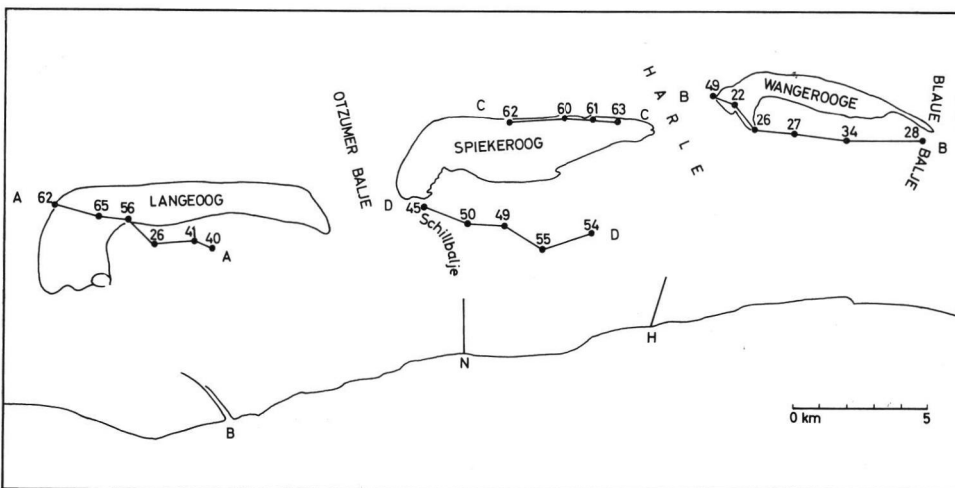 HARLE
BLAUE
BALJE
OTZUMER BALJE
WANGEROOGE
B
49
22
26
27
34
28
B
C
62
60
61
63
C
SPIEKEROOG
A
62
65
56
26
41
40
A
LANGEOOG
D
45
50
49
55
54
D
Schillbalje
N
H
B
0 km
5